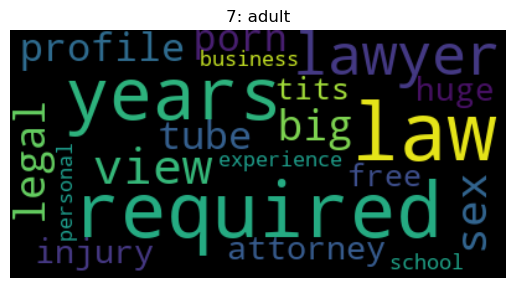 7: adult
profile
porn
lawyer
business
years
tits
huge
legal
tube
big
law
view
experience
free
personal
required
sex
injury
attorney
school